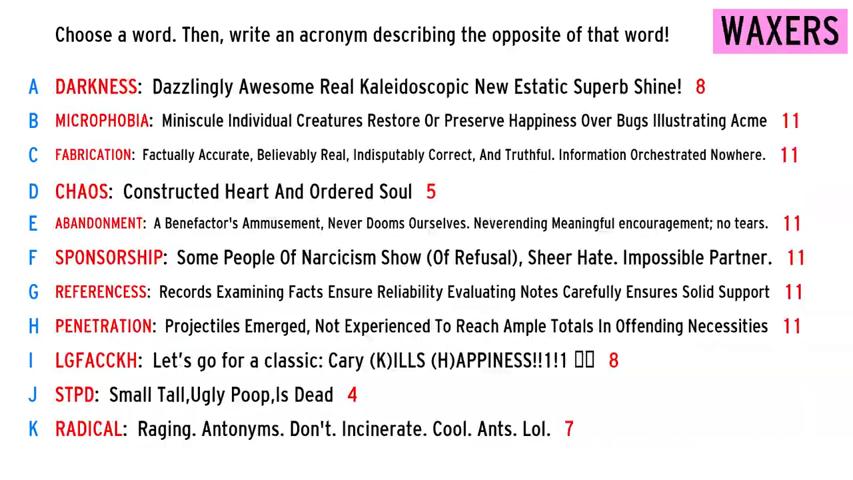 Choose a word. Then, write an acronym describing the opposite of that word!
WAXERS
A DARKNESS: Dazzlingly Awesome Real Kaleidoscopic New Estatic Superb Shine! 8
B MICROPHOBIA: Miniscule Individual Creatures Restore Or Preserve Happiness Over Bugs Illustrating Acme 11
C FABRICATION: Factually Accurate, Believably Real, Indisputably Correct, And Truthful. Information Orchestrated Nowhere. 11
D CHAOS: Constructed Heart And Ordered Soul 5
E ABANDONMENT: A Benefactor's Ammusement, Never Dooms Ourselves. Neverending Meaningful encouragement; no tears. 11
F SPONSORSHIP: Some People Of Narcicism Show (Of Refusal), Sheer Hate. Impossible Partner. 11
G REFERENCESS: Records Examining Facts Ensure Reliability Evaluating Notes Carefully Ensures Solid Support 11
H PENETRATION: Projectiles Emerged, Not Experienced To Reach Ample Totals In Offending Necessities 11
I LGFACCKH: Let's go for a classic: Cary (K)ILLS (H)APPINESS!!1!1 8
J STPD: Small Tall,Ugly Poop,Is Dead 4
K RADICAL: Raging. Antonyms. Don't. Incinerate. Cool. Ants. Lol. 7